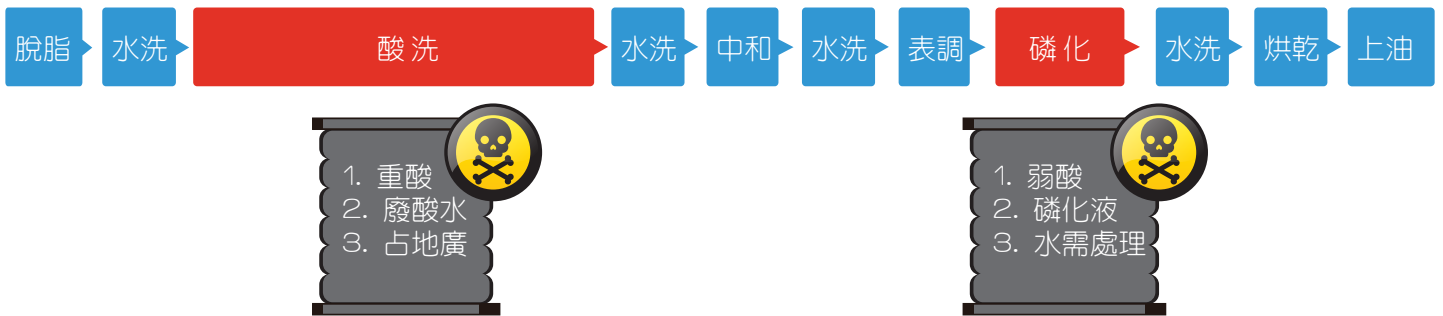 脫脂 水洗 酸洗 水洗 中和 水洗 表調 磷化 水洗 烘乾 上油
1. 重酸
2. 廢酸水
3. 占地廣
1. 弱酸
2. 磷化液
3. 水需處理